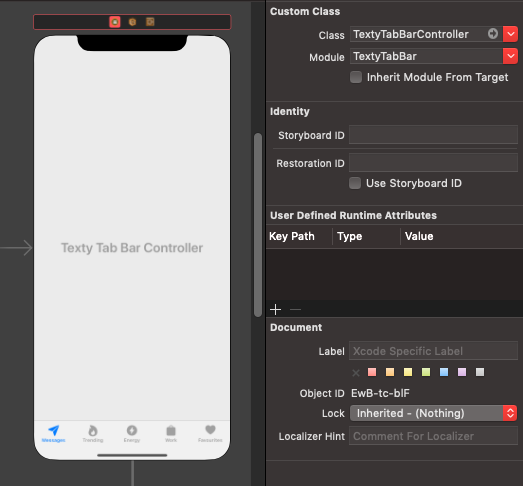 Custom Class
Class TextyTabBarController
Module TextyTabBar
Inherit Module From Target
Identity
Storyboard ID
Restoration ID
Use Storyboard ID
User Defined Runtime Attributes
Key Path Type Value
Document
Label Xcode Specific Label
Object ID EwB-tc-blF
Lock Inherited - (Nothing)
Localizer Hint Comment For Localizer
Texty Tab Bar Controller
Messages Trending Energy Work Favourites